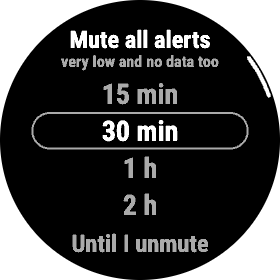 Mute all alerts
very low and no data too
15 min
30 min
1 h
2 h
Until I unmute